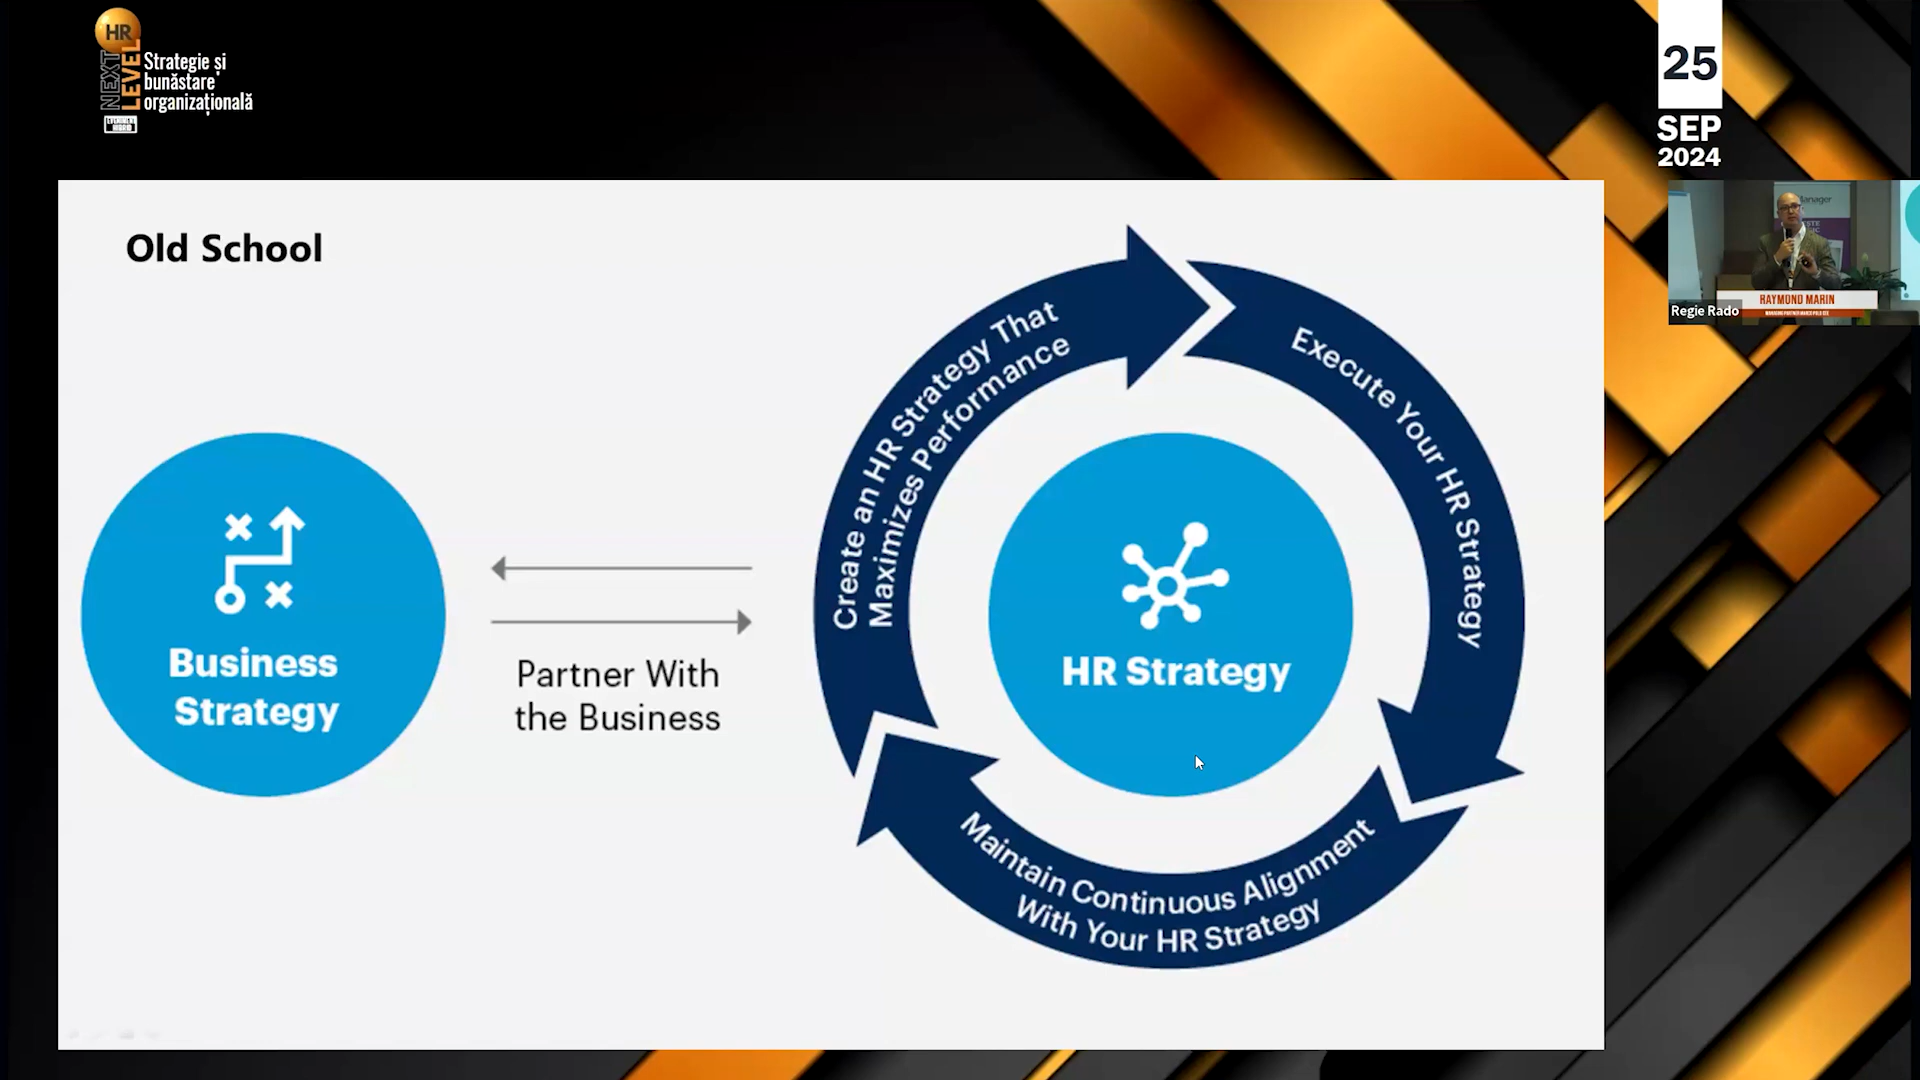 HR
NEXT
LEVEL
Strategie și
bunăstare
organizațională
25
SEP
2024
Old School
Business
Strategy
Partner With
the Business
Create an HR Strategy That
Maximizes Performance
Execute Your HR Strategy
Maintain Continuous Alignment
With Your HR Strategy
HR Strategy
RAYMOND MARIN
Regie Rado